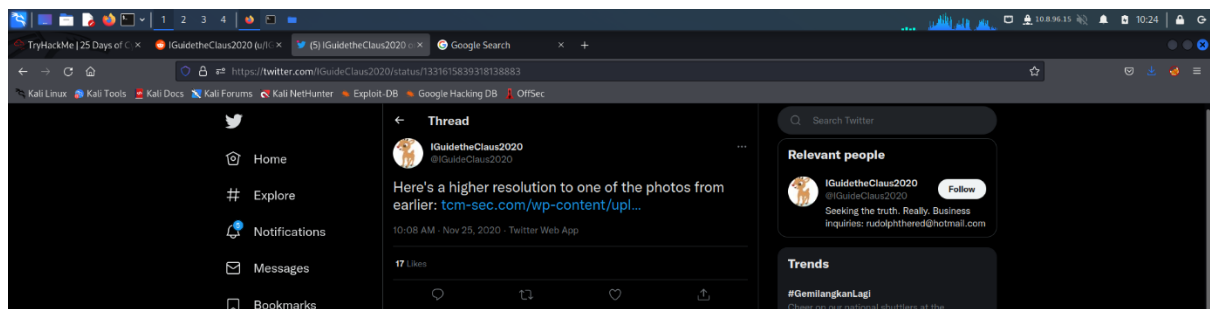 1 2 3 4
10.8.96.15
10:24
TryHackMe | 25 Days of C
IGuidetheClaus2020 (u/I
(5) IGuidetheClaus2020 o
Google Search
https://twitter.com/IGuideClaus2020/status/1331615839318138883
Kali Linux Kali Tools Kali Docs Kali Forums Kali NetHunter Exploit-DB Google Hacking DB OffSec
Thread
Search Twitter
IGuidetheClaus2020
@IGuideClaus2020
Home
Here's a higher resolution to one of the photos from
earlier: tcm-sec.com/wp-content/upl...
Explore
10:08 AM · Nov 25, 2020 · Twitter Web App
5
Notifications
17 Likes
Messages
Bookmarks
Relevant people
IGuidetheClaus2020
@IGuideClaus2020
Follow
Seeking the truth. Really. Business
inquiries: rudolphthered@hotmail.com
Trends
#GemilangkanLagi
Cheer on our national shuttlers at the